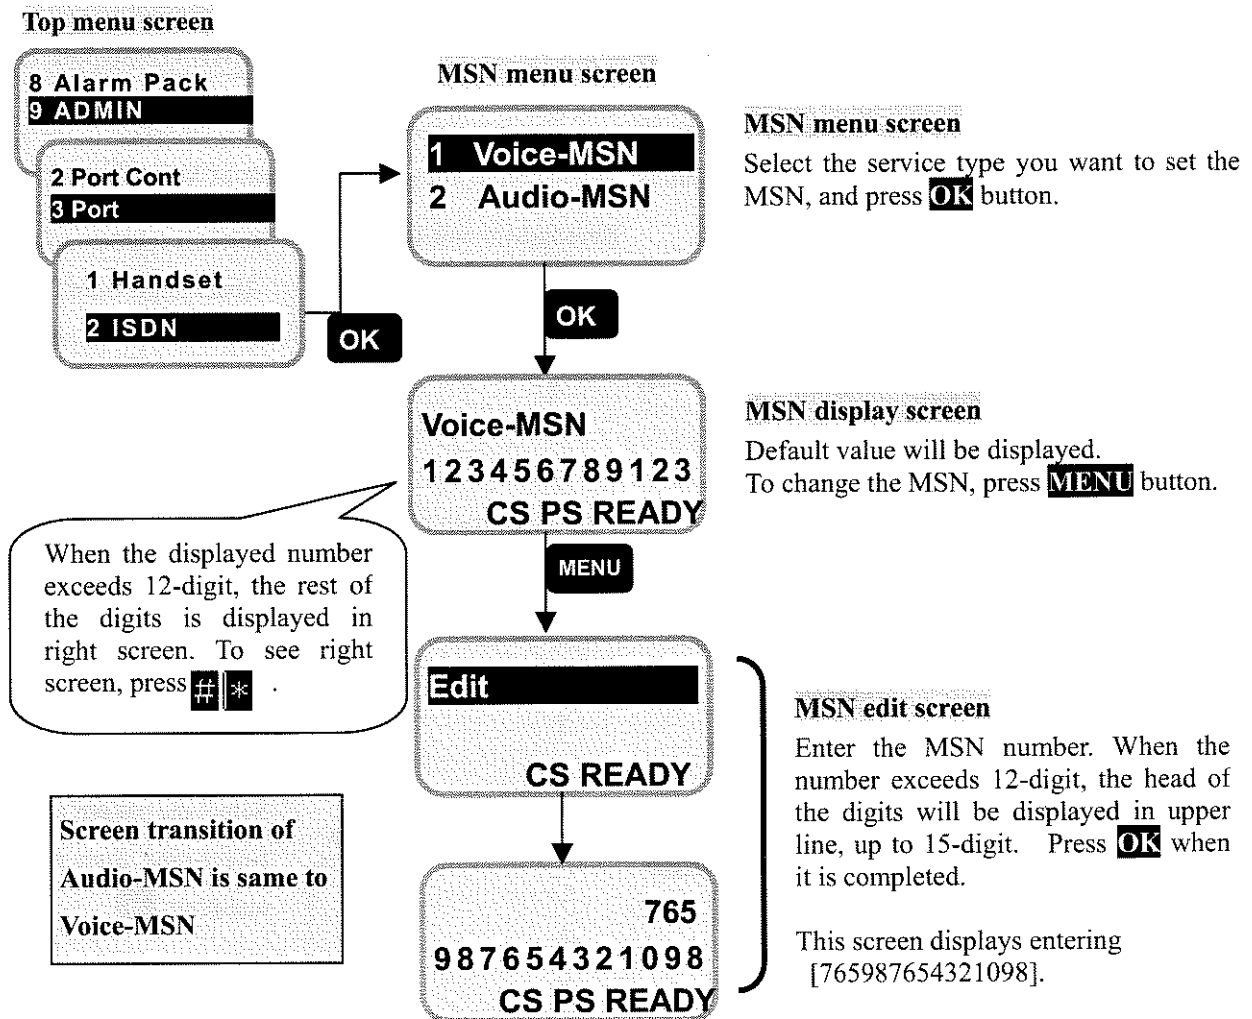 Top menu screen
8 Alarm Pack
9 ADMIN
2 Port Cont
3 Port
1 Handset
2 ISDN
OK
MSN menu screen
1 Voice-MSN
2 Audio-MSN
MSN menu screen
Select the service type you want to set the
MSN, and press OK button.
OK
Voice-MSN
123456789123
CS PS READY
MSN display screen
Default value will be displayed.
To change the MSN, press MENU button.
When the displayed number
exceeds 12-digit, the rest of
the digits is displayed in
right screen. To see right
screen, press # * .
MENU
Edit
CS READY
MSN edit screen
Enter the MSN number. When the
number exceeds 12-digit, the head of
the digits will be displayed in upper
line, up to 15-digit. Press OK when
it is completed.
This screen displays entering
[765987654321098].
Screen transition of
Audio-MSN is same to
Voice-MSN
765
987654321098
CS PS READY